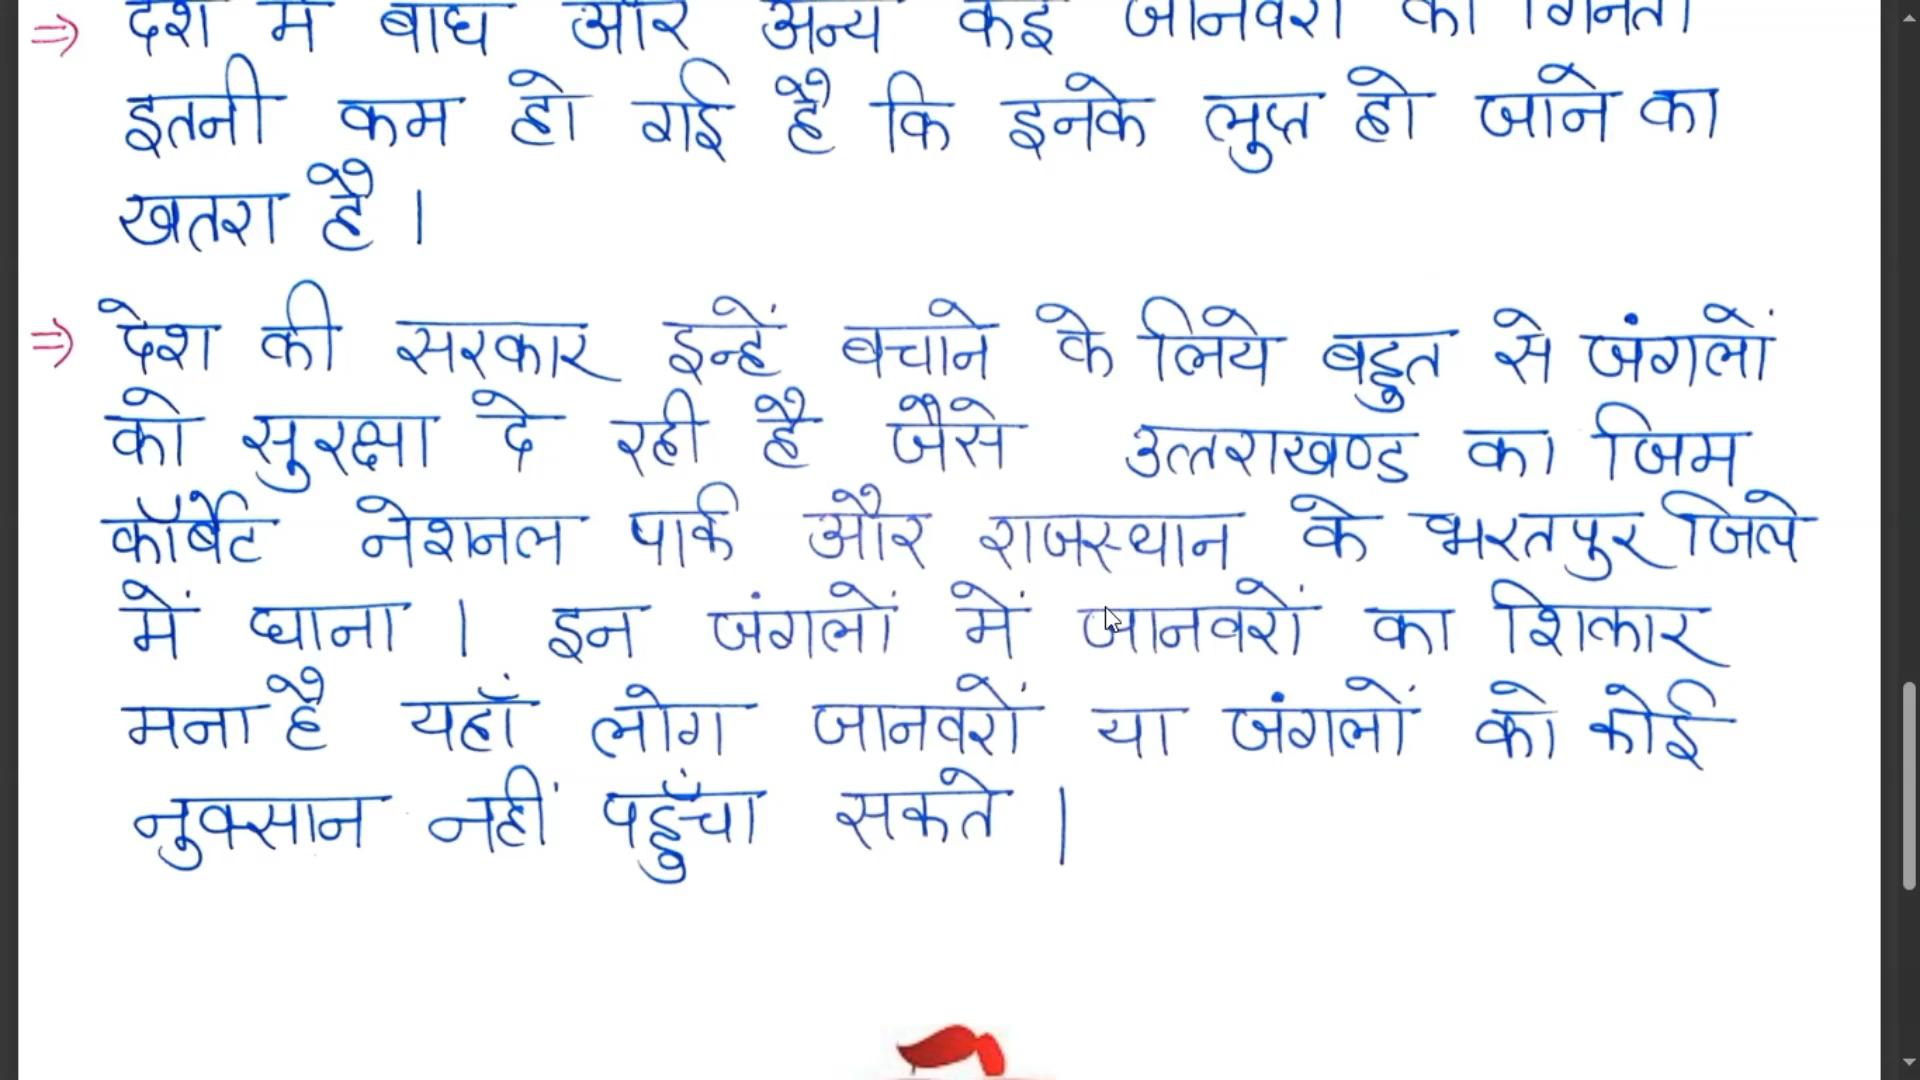 ⇒ देश में बाघ और अन्य कई जानवरों की गिनती
इतनी कम हो गई है कि इनके लुप्त हो जाने का
खतरा है ।
⇒ देश की सरकार इन्हें बचाने के लिये बहुत से जंगलों
को सुरक्षा दे रही है जैसे उत्तराखण्ड का जिम
कॉर्बेट नेशनल पार्क और राजस्थान के भरतपुर जिले
में घाना । इन जंगलों में जानवरों का शिकार
मना है यहाँ लोग जानवरों या जंगलों को कोई
नुक्सान नहीं पहुँचा सकते ।